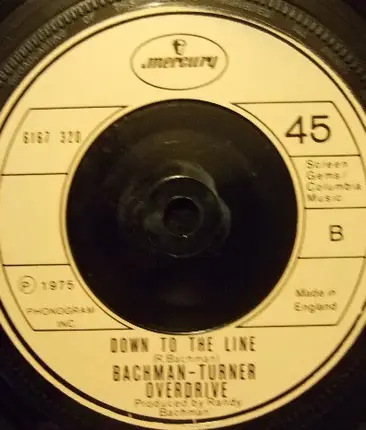 mercury
6167 320
45
Screen
Gems/
Columbia
Music
B
℗ 1975
PHONOGRAM
INC.
Made in
England
DOWN TO THE LINE
(R.Bachman)
BACHMAN-TURNER
OVERDRIVE
Produced by Randy
Bachman